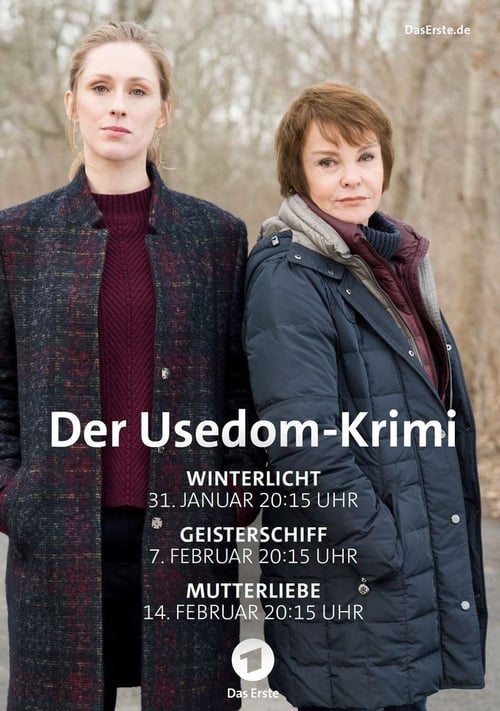 DasErste.de
Der Usedom-Krimi
WINTERLICHT
31. JANUAR 20:15 UHR
GEISTERSCHIFF
7. FEBRUAR 20:15 UHR
MUTTERLIEBE
14. FEBRUAR 20:15 UHR
1
Das Erste